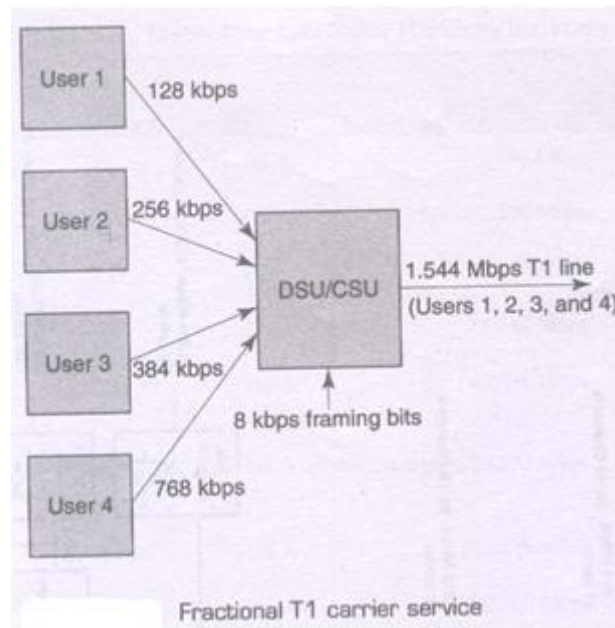 User 1
128 kbps
User 2
256 kbps
DSU/CSU
1.544 Mbps T1 line
(Users 1, 2, 3, and 4)
User 3
384 kbps
8 kbps framing bits
User 4
768 kbps
Fractional T1 carrier service